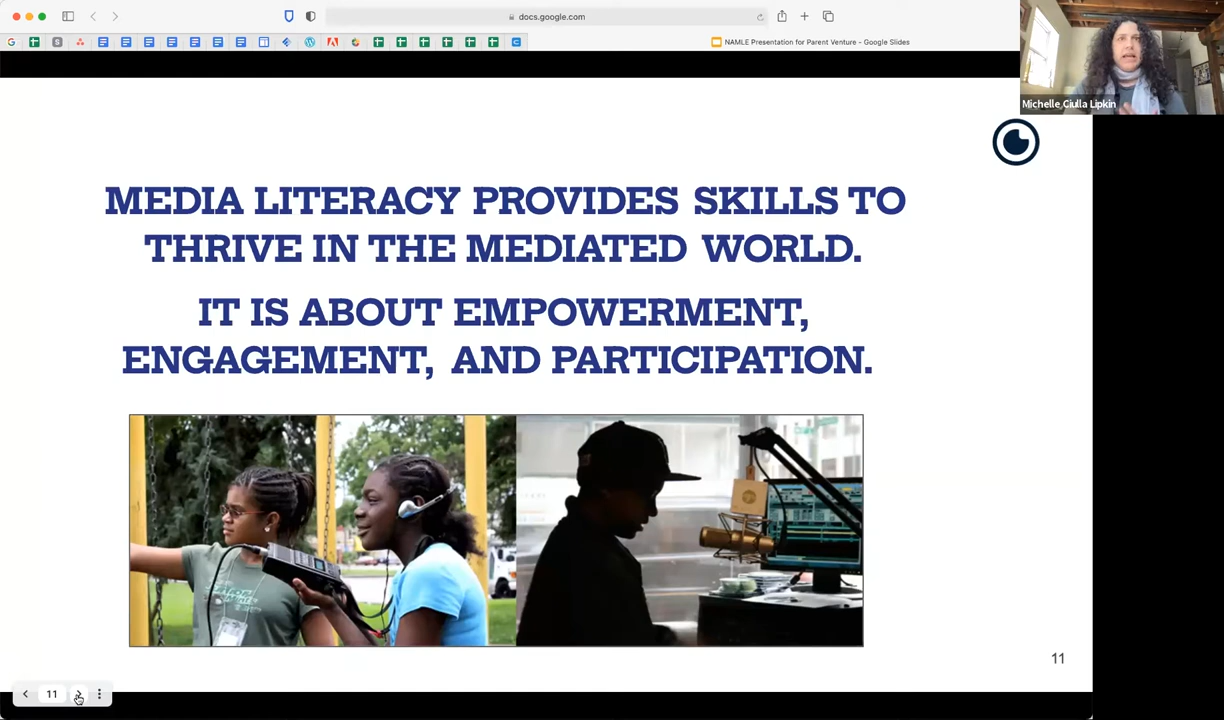 docs.google.com
NAMLE Presentation for Parent Venture - Google Slides
Michelle Ciulla Lipkin
MEDIA LITERACY PROVIDES SKILLS TO
THRIVE IN THE MEDIATED WORLD.
IT IS ABOUT EMPOWERMENT,
ENGAGEMENT, AND PARTICIPATION.
11
11